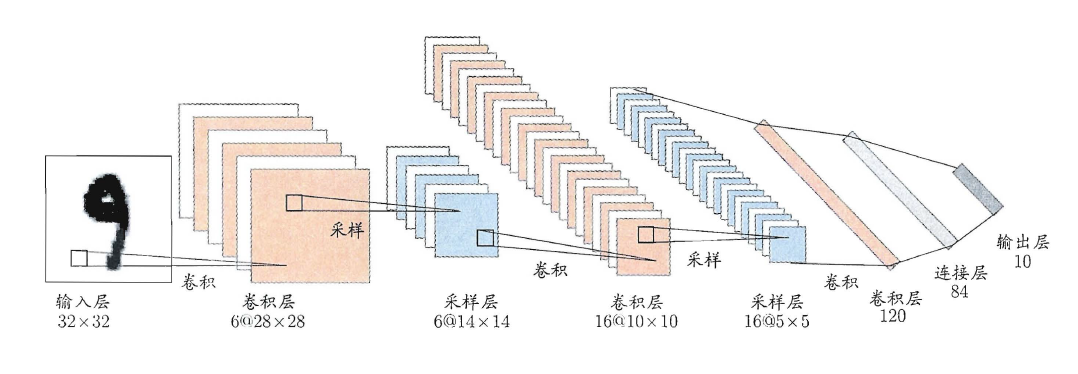 采样
卷积
采样
卷积
卷积
输入层
32×32
卷积层
6@28×28
采样层
6@14×14
卷积层
16@10×10
采样层
16@5×5
卷积层
120
连接层
84
输出层
10